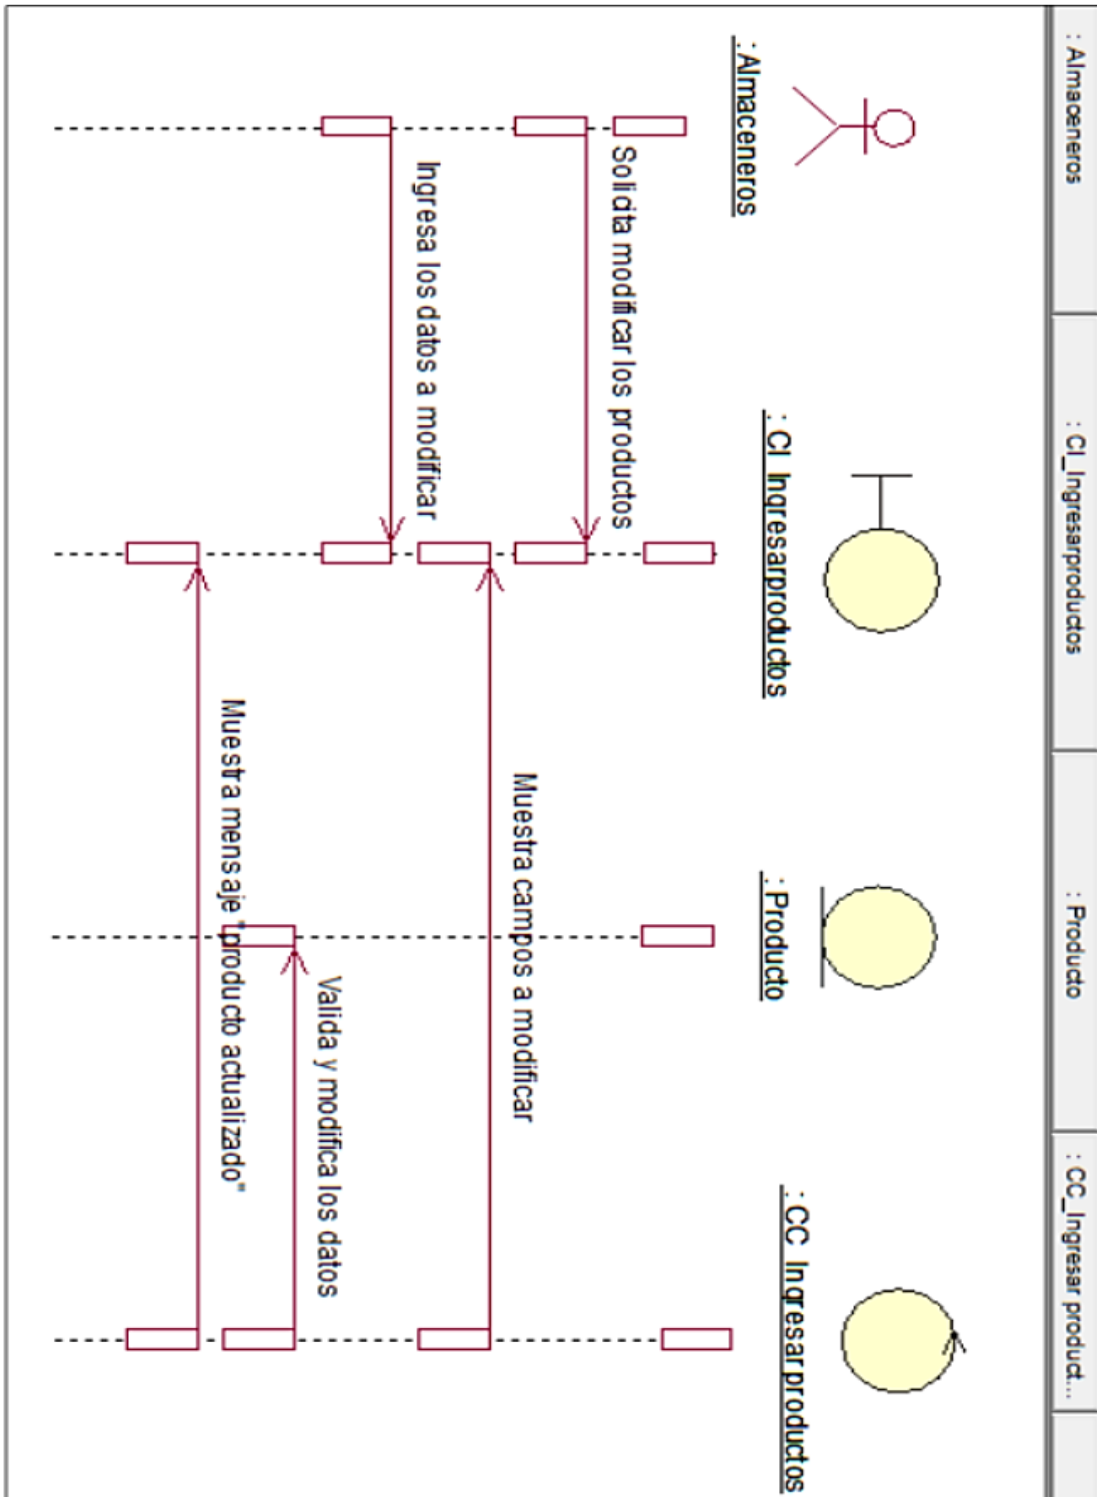 : Almaceneros
: CI_Ingresarproductos
: Producto
: CC_Ingresar product...
: Almaceneros
: CI_Ingresarproductos
: Producto
: CC_Ingresarproductos
Solicita modificar los productos
Muestra campos a modificar
Ingresa los datos a modificar
Valida y modifica los datos
Muestra mensaje "producto actualizado"